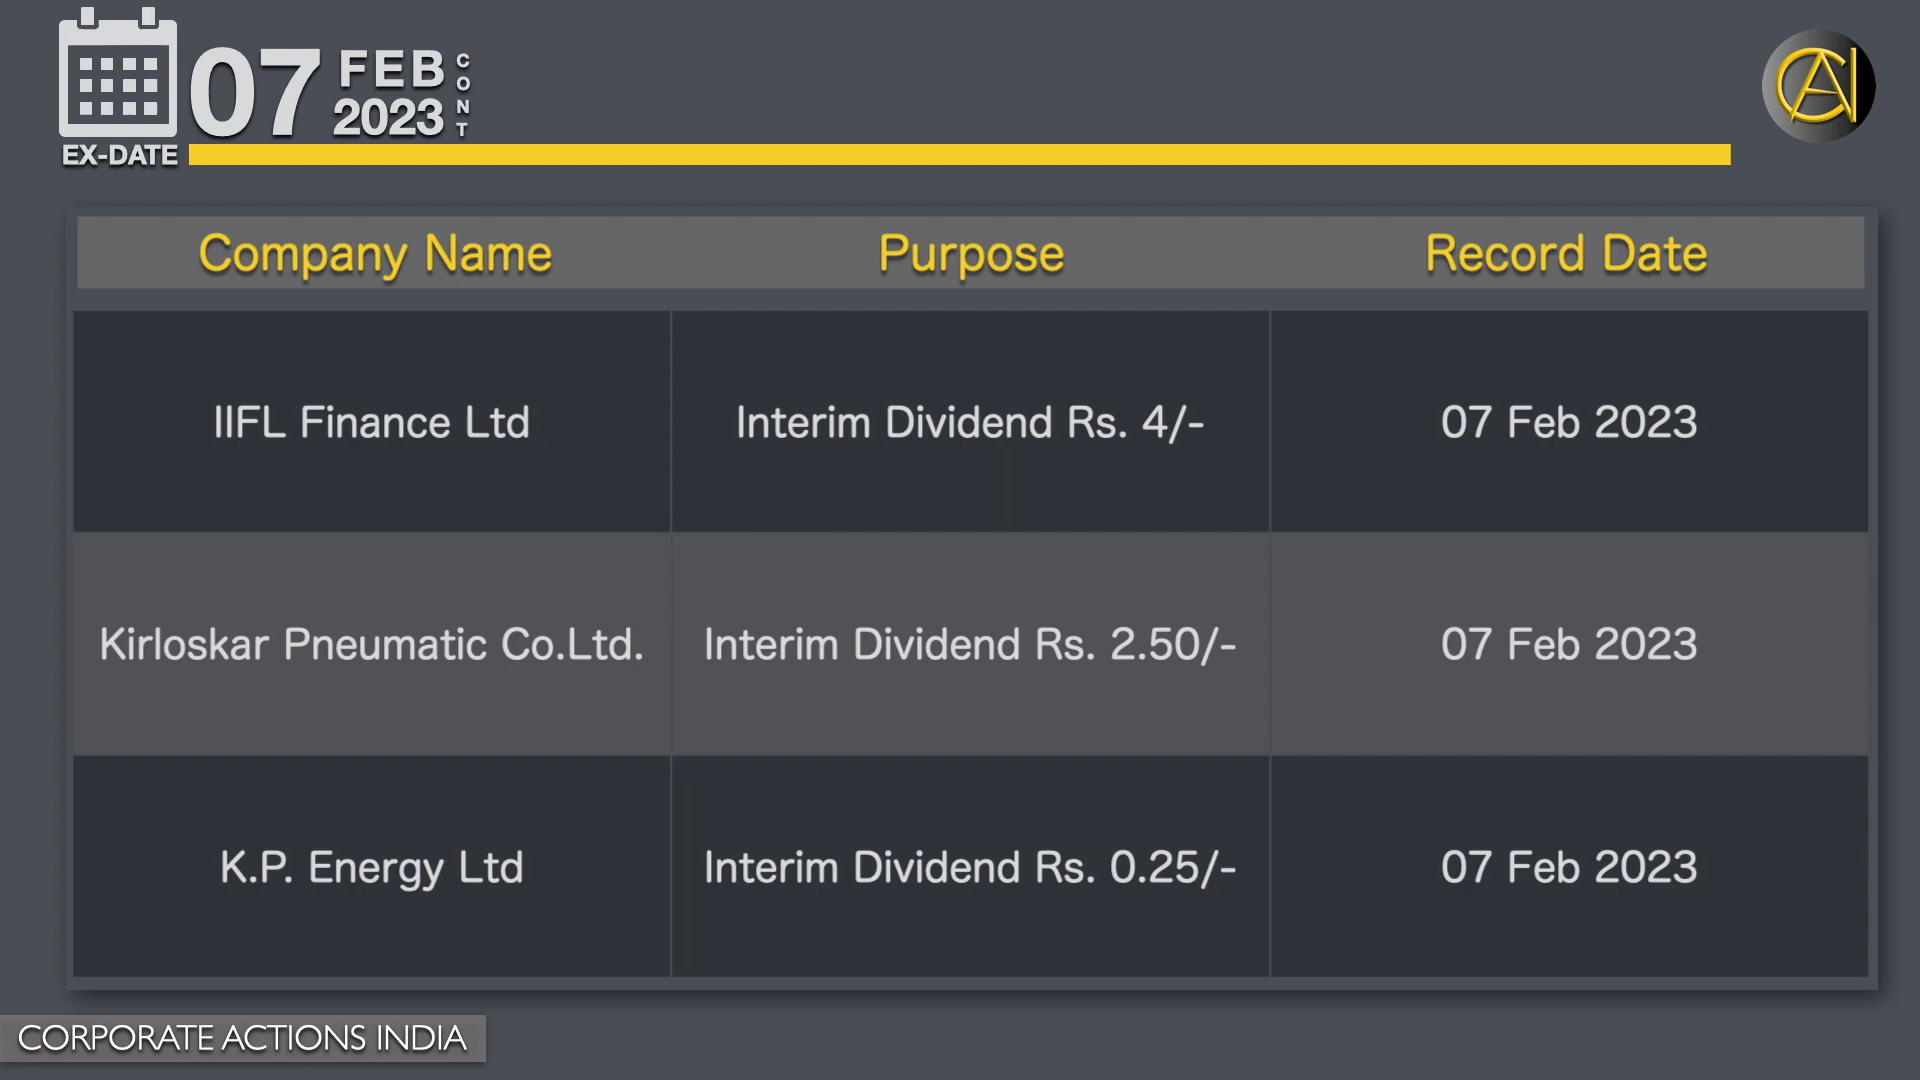 07 FEB 2023 CONT
EX-DATE
CAI
Company Name Purpose Record Date
IIFL Finance Ltd Interim Dividend Rs. 4/- 07 Feb 2023
Kirloskar Pneumatic Co.Ltd. Interim Dividend Rs. 2.50/- 07 Feb 2023
K.P. Energy Ltd Interim Dividend Rs. 0.25/- 07 Feb 2023
CORPORATE ACTIONS INDIA